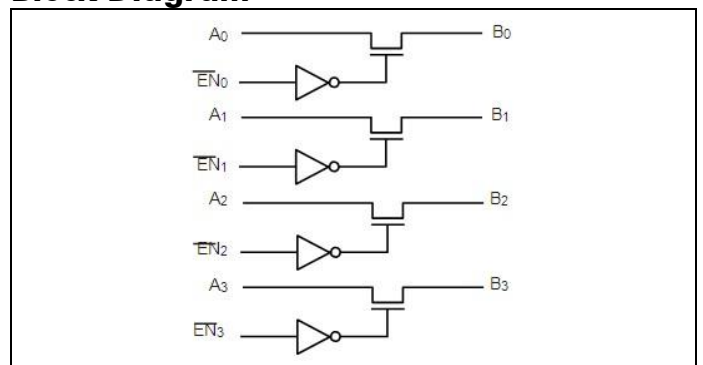 Block Diagram
A0 B0
EN0
A1 B1
EN1
A2 B2
EN2
A3 B3
EN3